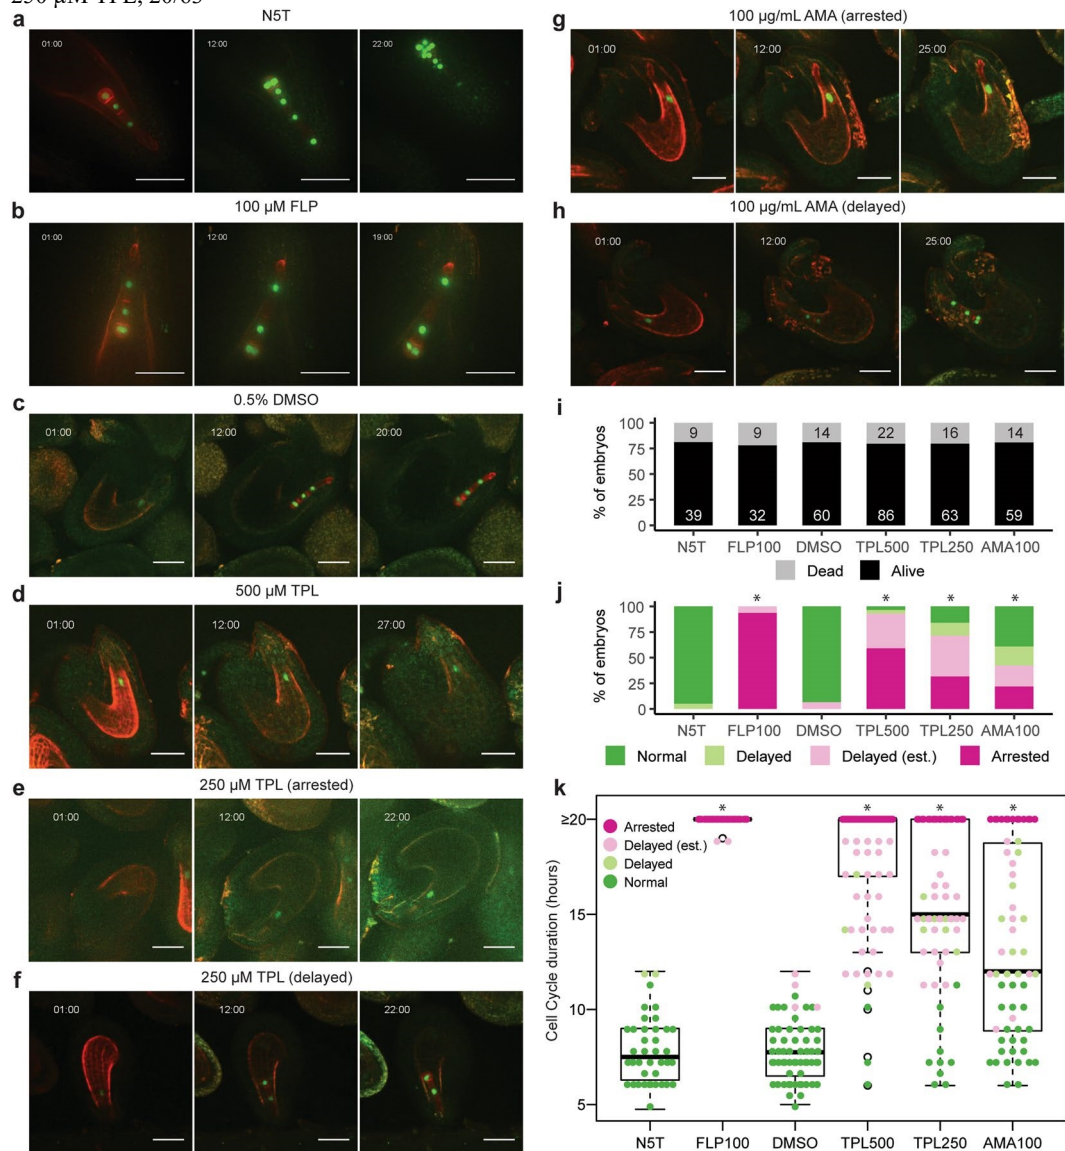 250 µM TPL, 20/63
a
N5T
01:00
12:00
22:00
b
100 µM FLP
01:00
12:00
19:00
c
0.5% DMSO
01:00
12:00
20:00
d
500 µM TPL
01:00
12:00
27:00
e
250 µM TPL (arrested)
01:00
12:00
22:00
f
250 µM TPL (delayed)
01:00
12:00
22:00
g
100 µg/mL AMA (arrested)
01:00
12:00
25:00
h
100 µg/mL AMA (delayed)
01:00
12:00
25:00
i
% of embryos
100
75
50
25
0
9 9 14 22 16 14
39 32 60 86 63 59
N5T FLP100 DMSO TPL500 TPL250 AMA100
Dead Alive
j
* * * *
% of embryos
100
75
50
25
0
N5T FLP100 DMSO TPL500 TPL250 AMA100
Normal Delayed Delayed (est.) Arrested
k
* * * *
Cell Cycle duration (hours)
≥20
15
10
5
Arrested
Delayed (est.)
Delayed
Normal
N5T FLP100 DMSO TPL500 TPL250 AMA100